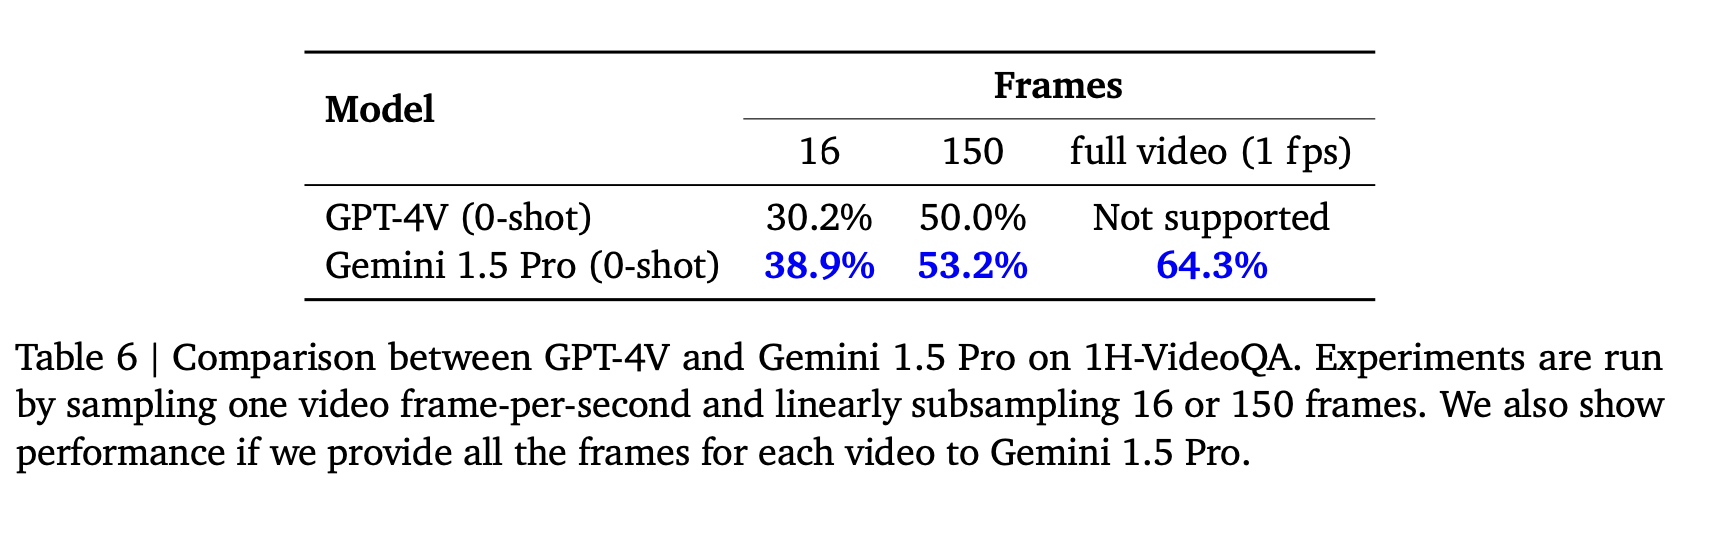 Model Frames
16 150 full video (1 fps)
GPT-4V (0-shot) 30.2% 50.0% Not supported
Gemini 1.5 Pro (0-shot) 38.9% 53.2% 64.3%
Table 6 | Comparison between GPT-4V and Gemini 1.5 Pro on 1H-VideoQA. Experiments are run
by sampling one video frame-per-second and linearly subsampling 16 or 150 frames. We also show
performance if we provide all the frames for each video to Gemini 1.5 Pro.